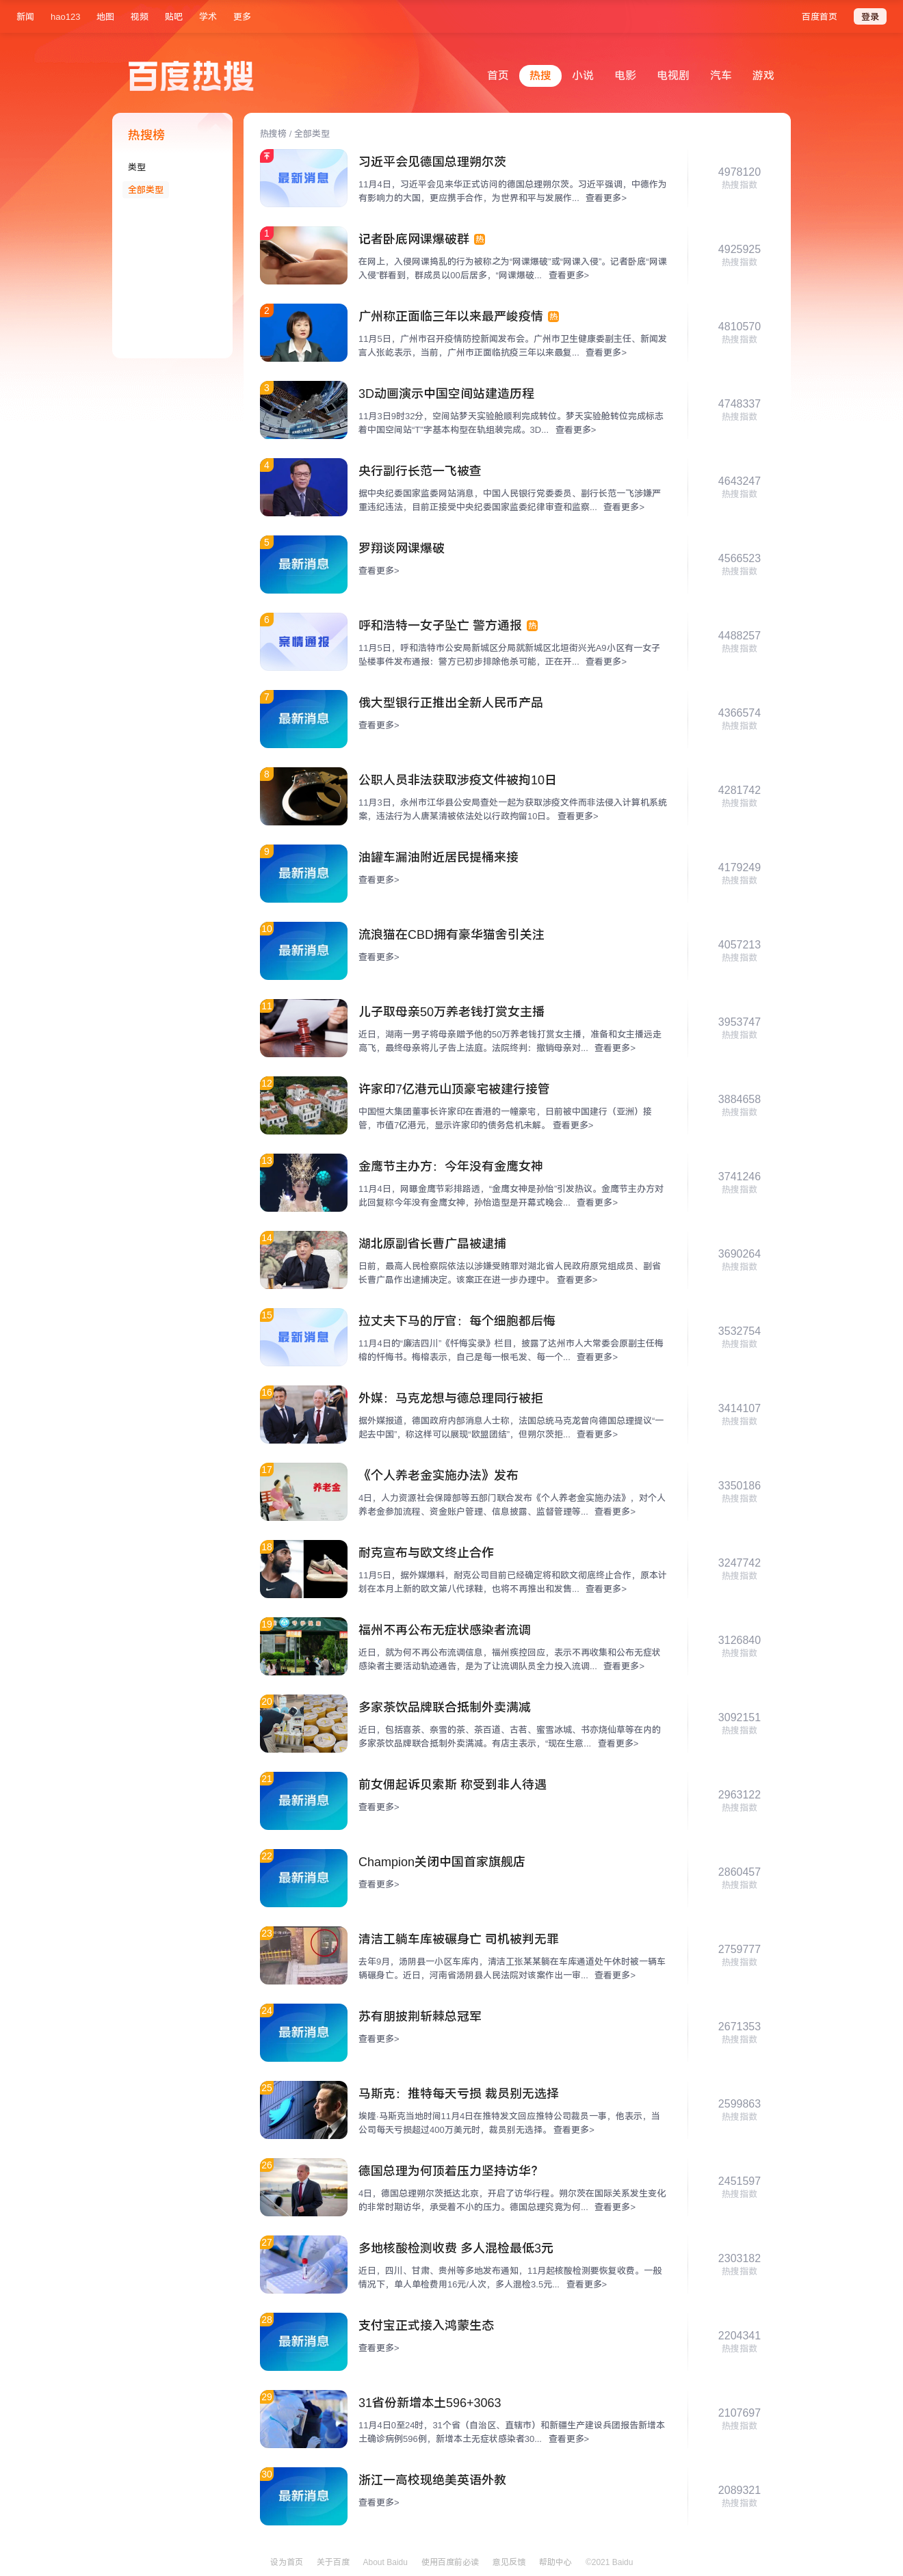 新闻 hao123 地图 视频 贴吧 学术 更多 百度首页 登录
百度热搜
首页 热搜 小说 电影 电视剧 汽车 游戏
热搜榜
类型
全部类型
热搜榜 / 全部类型
最新消息
习近平会见德国总理朔尔茨
11月4日，习近平会见来华正式访问的德国总理朔尔茨。习近平强调，中德作为
有影响力的大国，更应携手合作，为世界和平与发展作... 查看更多>
4978120
热搜指数
1
记者卧底网课爆破群 热
在网上，入侵网课捣乱的行为被称之为“网课爆破”或“网课入侵”。记者卧底“网课
入侵”群看到，群成员以00后居多，“网课爆破... 查看更多>
4925925
热搜指数
2
广州称正面临三年以来最严峻疫情 热
11月5日，广州市召开疫情防控新闻发布会。广州市卫生健康委副主任、新闻发
言人张屹表示，当前，广州市正面临抗疫三年以来最复... 查看更多>
4810570
热搜指数
3
3D动画演示中国空间站建造历程
11月3日9时32分，空间站梦天实验舱顺利完成转位。梦天实验舱转位完成标志
着中国空间站“T”字基本构型在轨组装完成。3D... 查看更多>
4748337
热搜指数
4
央行副行长范一飞被查
据中央纪委国家监委网站消息，中国人民银行党委委员、副行长范一飞涉嫌严
重违纪违法，目前正接受中央纪委国家监委纪律审查和监察... 查看更多>
4643247
热搜指数
5
最新消息
罗翔谈网课爆破
查看更多>
4566523
热搜指数
6
案情通报
呼和浩特一女子坠亡 警方通报 热
11月5日，呼和浩特市公安局新城区分局就新城区北垣街兴光A9小区有一女子
坠楼事件发布通报：警方已初步排除他杀可能，正在开... 查看更多>
4488257
热搜指数
7
最新消息
俄大型银行正推出全新人民币产品
查看更多>
4366574
热搜指数
8
公职人员非法获取涉疫文件被拘10日
11月3日，永州市江华县公安局查处一起为获取涉疫文件而非法侵入计算机系统
案，违法行为人唐某清被依法处以行政拘留10日。 查看更多>
4281742
热搜指数
9
最新消息
油罐车漏油附近居民提桶来接
查看更多>
4179249
热搜指数
10
最新消息
流浪猫在CBD拥有豪华猫舍引关注
查看更多>
4057213
热搜指数
11
儿子取母亲50万养老钱打赏女主播
近日，湖南一男子将母亲赠予他的50万养老钱打赏女主播，准备和女主播远走
高飞，最终母亲将儿子告上法庭。法院终判：撤销母亲对... 查看更多>
3953747
热搜指数
12
许家印7亿港元山顶豪宅被建行接管
中国恒大集团董事长许家印在香港的一幢豪宅，日前被中国建行（亚洲）接
管，市值7亿港元，显示许家印的债务危机未解。 查看更多>
3884658
热搜指数
13
金鹰节主办方：今年没有金鹰女神
11月4日，网曝金鹰节彩排路透，“金鹰女神是孙怡”引发热议。金鹰节主办方对
此回复称今年没有金鹰女神，孙怡造型是开幕式晚会... 查看更多>
3741246
热搜指数
14
湖北原副省长曹广晶被逮捕
日前，最高人民检察院依法以涉嫌受贿罪对湖北省人民政府原党组成员、副省
长曹广晶作出逮捕决定。该案正在进一步办理中。 查看更多>
3690264
热搜指数
15
最新消息
拉丈夫下马的厅官：每个细胞都后悔
11月4日的“廉洁四川”《忏悔实录》栏目，披露了达州市人大常委会原副主任梅
榕的忏悔书。梅榕表示，自己是每一根毛发、每一个... 查看更多>
3532754
热搜指数
16
外媒：马克龙想与德总理同行被拒
据外媒报道，德国政府内部消息人士称，法国总统马克龙曾向德国总理提议“一
起去中国”，称这样可以展现“欧盟团结”，但朔尔茨拒... 查看更多>
3414107
热搜指数
17
养老金
《个人养老金实施办法》发布
4日，人力资源社会保障部等五部门联合发布《个人养老金实施办法》，对个人
养老金参加流程、资金账户管理、信息披露、监督管理等... 查看更多>
3350186
热搜指数
18
耐克宣布与欧文终止合作
11月5日，据外媒爆料，耐克公司目前已经确定将和欧文彻底终止合作，原本计
划在本月上新的欧文第八代球鞋，也将不再推出和发售... 查看更多>
3247742
热搜指数
19
福州不再公布无症状感染者流调
近日，就为何不再公布流调信息，福州疾控回应，表示不再收集和公布无症状
感染者主要活动轨迹通告，是为了让流调队员全力投入流调... 查看更多>
3126840
热搜指数
20
多家茶饮品牌联合抵制外卖满减
近日，包括喜茶、奈雪的茶、茶百道、古茗、蜜雪冰城、书亦烧仙草等在内的
多家茶饮品牌联合抵制外卖满减。有店主表示，“现在生意... 查看更多>
3092151
热搜指数
21
最新消息
前女佣起诉贝索斯 称受到非人待遇
查看更多>
2963122
热搜指数
22
最新消息
Champion关闭中国首家旗舰店
查看更多>
2860457
热搜指数
23
清洁工躺车库被碾身亡 司机被判无罪
去年9月，汤阴县一小区车库内，清洁工张某某躺在车库通道处午休时被一辆车
辆碾身亡。近日，河南省汤阴县人民法院对该案作出一审... 查看更多>
2759777
热搜指数
24
最新消息
苏有朋披荆斩棘总冠军
查看更多>
2671353
热搜指数
25
马斯克：推特每天亏损 裁员别无选择
埃隆·马斯克当地时间11月4日在推特发文回应推特公司裁员一事，他表示，当
公司每天亏损超过400万美元时，裁员别无选择。 查看更多>
2599863
热搜指数
26
德国总理为何顶着压力坚持访华？
4日，德国总理朔尔茨抵达北京，开启了访华行程。朔尔茨在国际关系发生变化
的非常时期访华，承受着不小的压力。德国总理究竟为何... 查看更多>
2451597
热搜指数
27
多地核酸检测收费 多人混检最低3元
近日，四川、甘肃、贵州等多地发布通知，11月起核酸检测要恢复收费。一般
情况下，单人单检费用16元/人次，多人混检3.5元... 查看更多>
2303182
热搜指数
28
最新消息
支付宝正式接入鸿蒙生态
查看更多>
2204341
热搜指数
29
31省份新增本土596+3063
11月4日0至24时，31个省（自治区、直辖市）和新疆生产建设兵团报告新增本
土确诊病例596例，新增本土无症状感染者30... 查看更多>
2107697
热搜指数
30
最新消息
浙江一高校现绝美英语外教
查看更多>
2089321
热搜指数
设为首页 关于百度 About Baidu 使用百度前必读 意见反馈 帮助中心 ©2021 Baidu